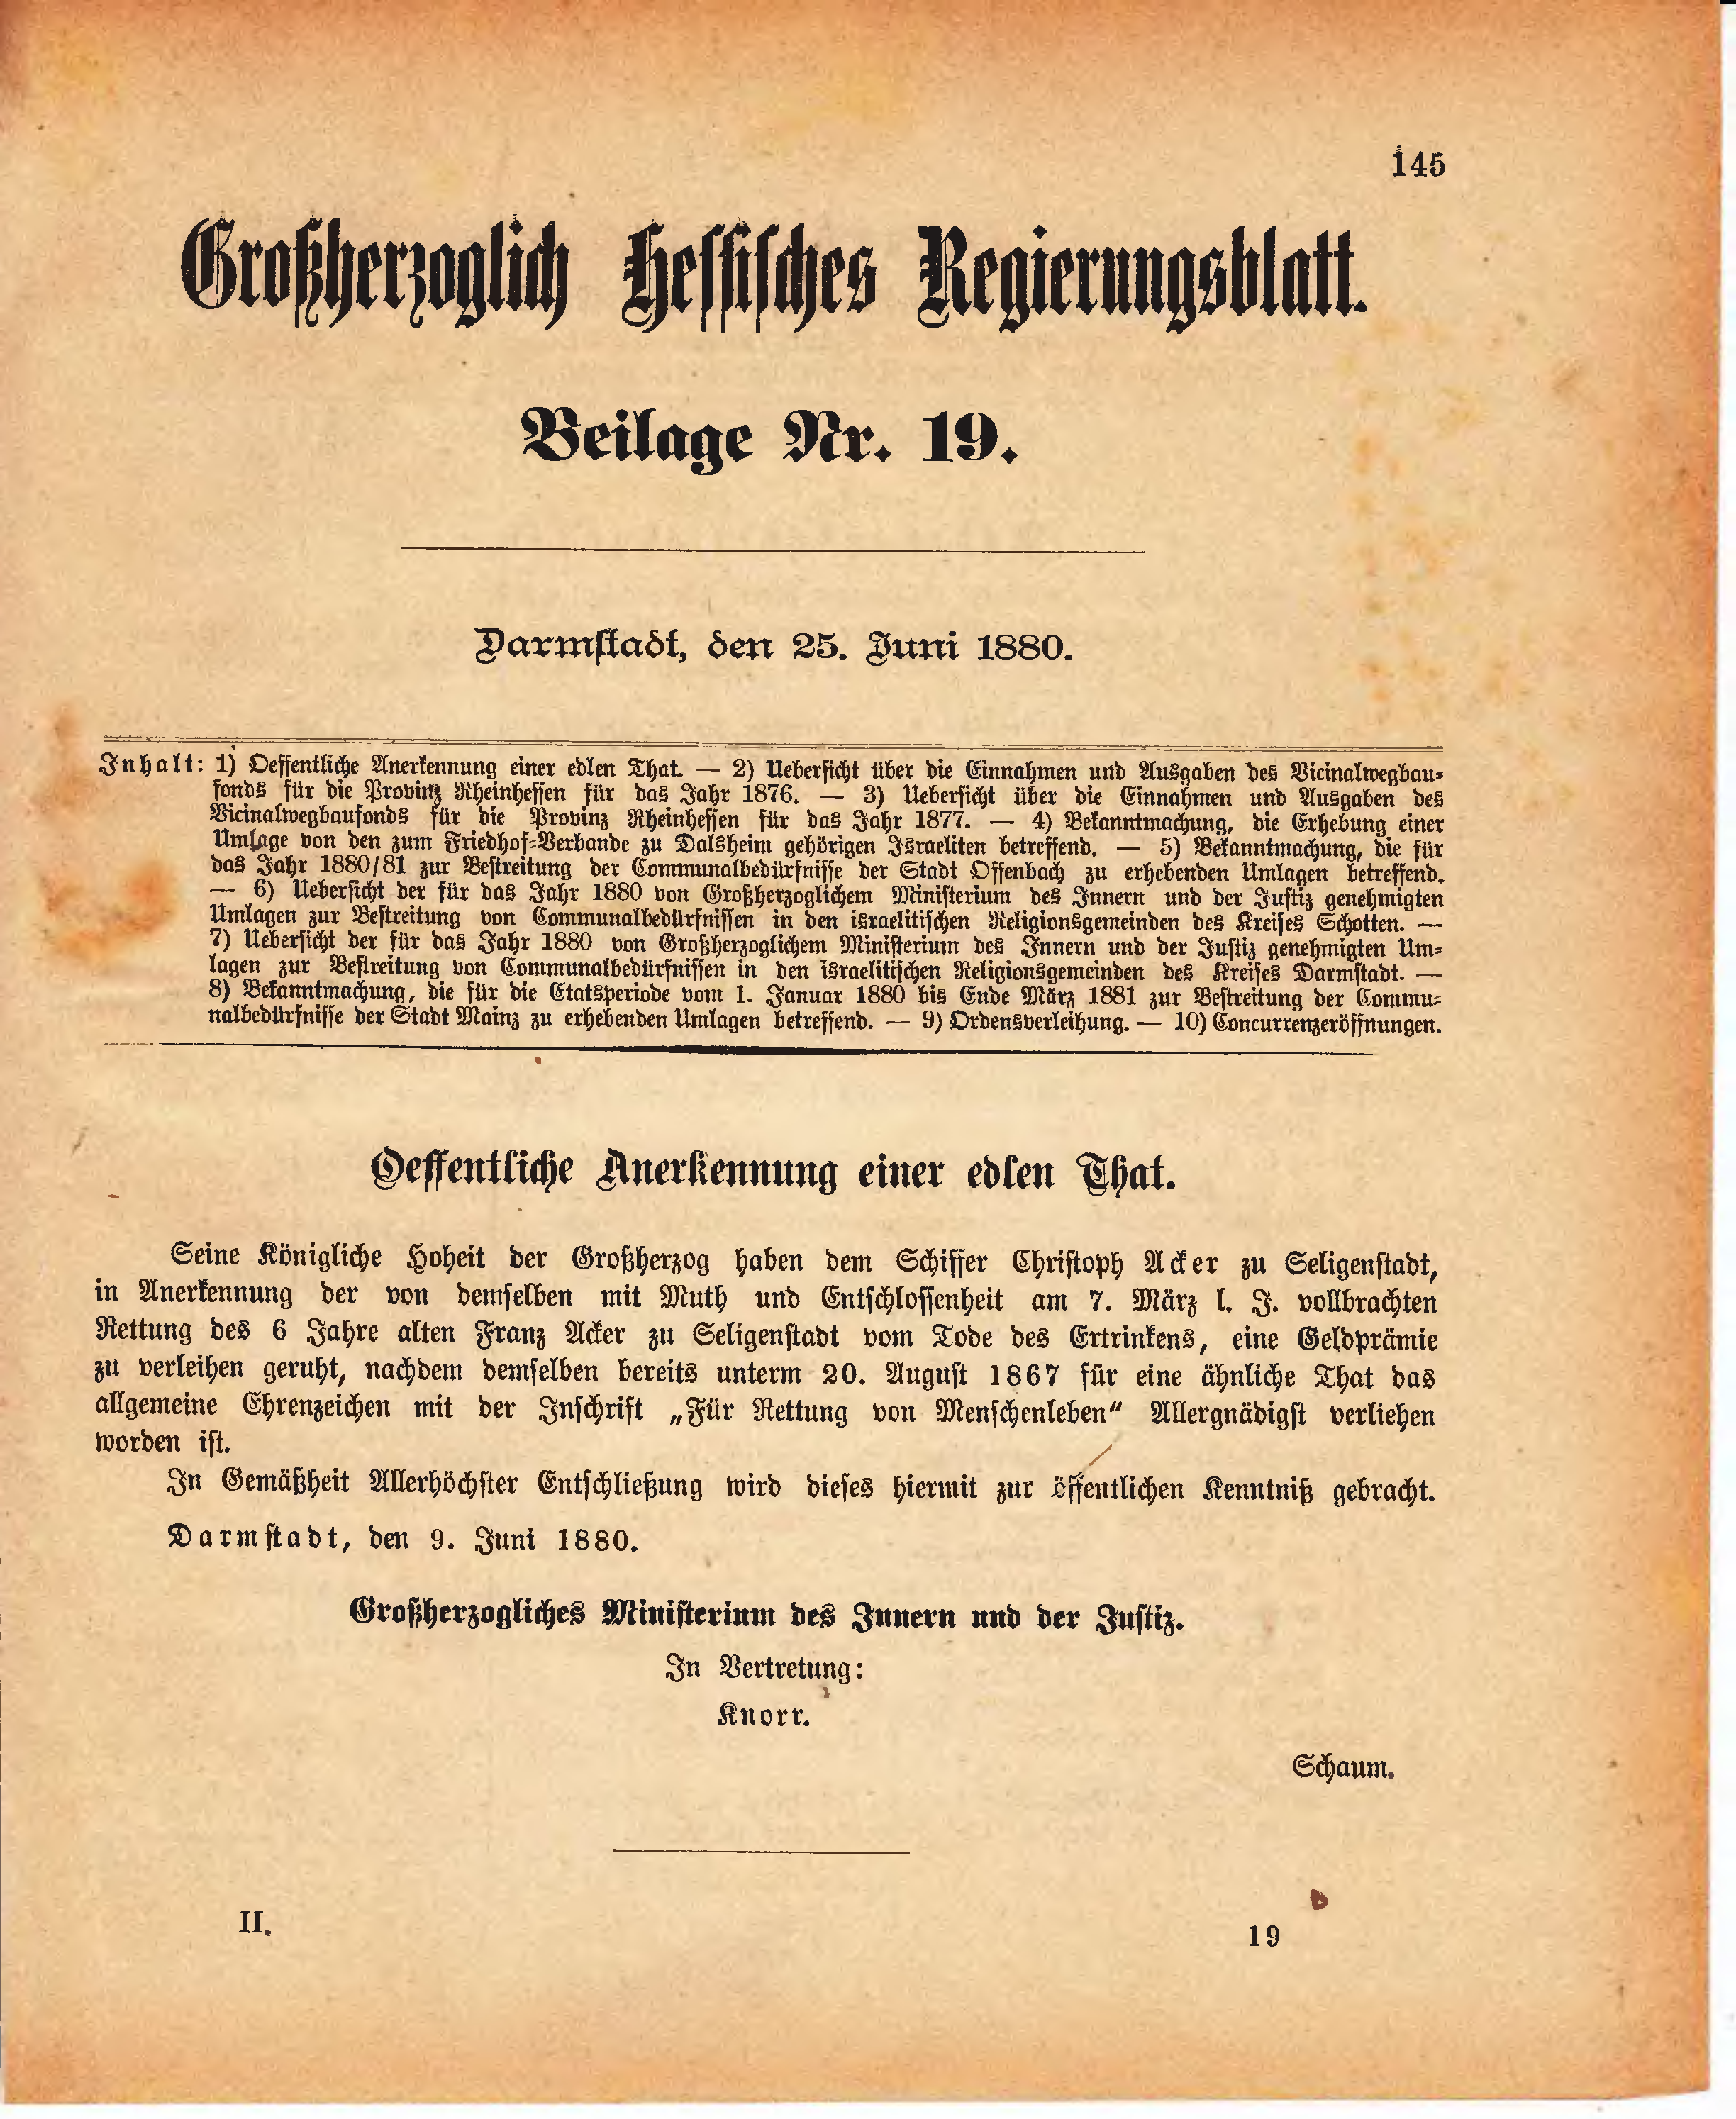 145
Großherzoglich Hessisches Regierungsblatt.
Beilage Nr. 19.
Darmstadt, den 25. Juni 1880.
Inhalt: 1) Oeffentliche Anerkennung einer edlen That. — 2) Uebersicht über die Einnahmen und Ausgaben des Vicinalwegbau-
fonds für die Provinz Rheinhessen für das Jahr 1876. — 3) Uebersicht über die Einnahmen und Ausgaben des
Vicinalwegbaufonds für die Provinz Rheinhessen für das Jahr 1877. — 4) Bekanntmachung, die Erhebung einer
Umlage von den zum Friedhof-Verbande zu Dalsheim gehörigen Israeliten betreffend. — 5) Bekanntmachung, die für
das Jahr 1880/81 zur Bestreitung der Communalbedürfnisse der Stadt Offenbach zu erhebenden Umlagen betreffend.
— 6) Uebersicht der für das Jahr 1880 von Großherzoglichem Ministerium des Innern und der Justiz genehmigten
Umlagen zur Bestreitung von Communalbedürfnissen in den israelitischen Religionsgemeinden des Kreises Schotten. —
7) Uebersicht der für das Jahr 1880 von Großherzoglichem Ministerium des Innern und der Justiz genehmigten Um-
lagen zur Bestreitung von Communalbedürfnissen in den israelitischen Religionsgemeinden des Kreises Darmstadt. —
8) Bekanntmachung, die für die Etatsperiode vom 1. Januar 1880 bis Ende März 1881 zur Bestreitung der Commu-
nalbedürfnisse der Stadt Mainz zu erhebenden Umlagen betreffend. — 9) Ordensverleihung. — 10) Concurrenzeröffnungen.
Oeffentliche Anerkennung einer edlen That.
Seine Königliche Hoheit der Großherzog haben dem Schiffer Christoph Acker zu Seligenstadt,
in Anerkennung der von demselben mit Muth und Entschlossenheit am 7. März l. J. vollbrachten
Rettung des 6 Jahre alten Franz Acker zu Seligenstadt vom Tode des Ertrinkens, eine Geldprämie
zu verleihen geruht, nachdem demselben bereits unterm 20. August 1867 für eine ähnliche That das
allgemeine Ehrenzeichen mit der Inschrift „Für Rettung von Menschenleben“ Allergnädigst verliehen
worden ist.
In Gemäßheit Allerhöchster Entschließung wird dieses hiermit zur öffentlichen Kenntniß gebracht.
Darmstadt, den 9. Juni 1880.
Großherzogliches Ministerium des Innern und der Justiz.
In Vertretung:
Knorr.
Schaum.
II.
19